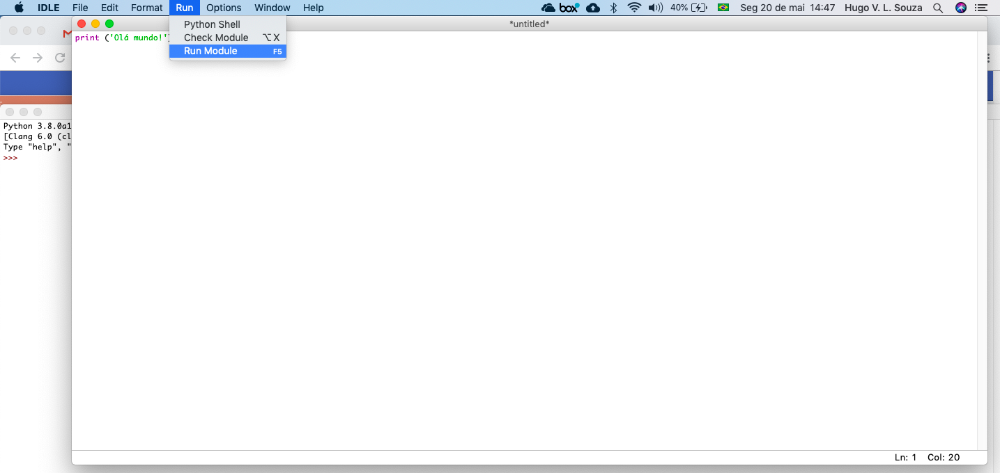 IDLE File Edit Format Run Options Window Help box 40% Seg 20 de mai 14:47 Hugo V. L. Souza
*untitled*
Python Shell
Check Module ⌥X
Run Module F5
print ('Olá mundo!')
Python 3.8.0a1
[Clang 6.0 (cl
Type "help", "
>>>
Ln: 1 Col: 20